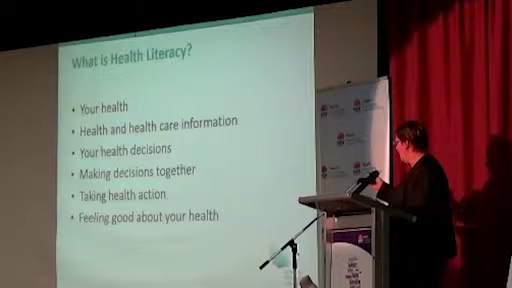 What is Health Literacy?
• Your health
• Health and health care information
• Your health decisions
• Making decisions together
• Taking health action
• Feeling good about your health